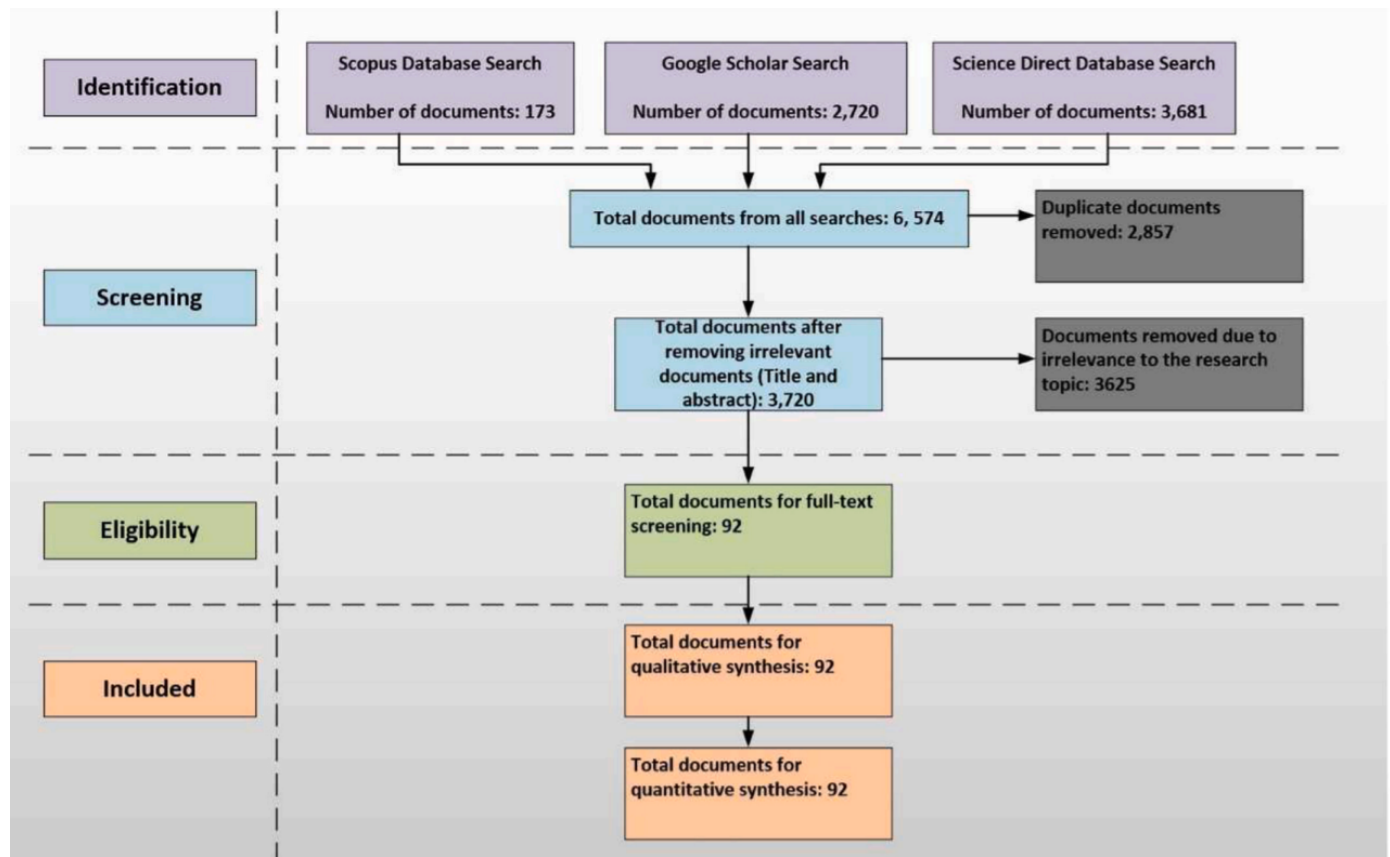 Identification
Scopus Database Search
Number of documents: 173
Google Scholar Search
Number of documents: 2,720
Science Direct Database Search
Number of documents: 3,681
Screening
Total documents from all searches: 6, 574
Duplicate documents
removed: 2,857
Total documents after
removing irrelevant
documents (Title and
abstract): 3,720
Documents removed due to
irrelevance to the research
topic: 3625
Eligibility
Total documents for full-text
screening: 92
Included
Total documents for
qualitative synthesis: 92
Total documents for
quantitative synthesis: 92